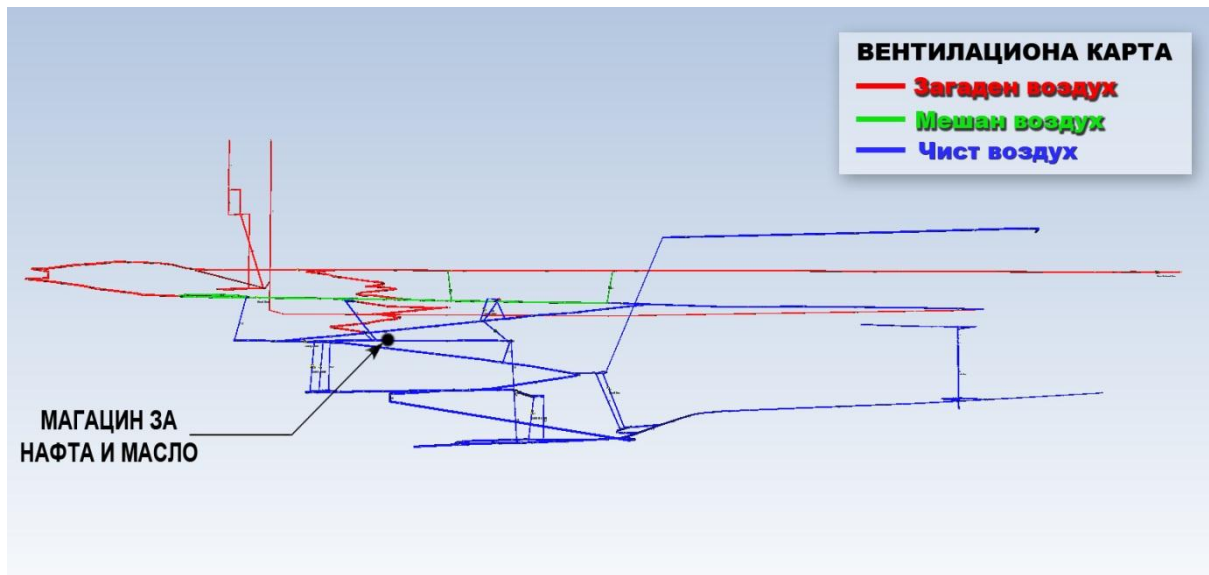 ВЕНТИЛАЦИОНА КАРТА
Загаден воздух
Мешан воздух
Чист воздух
МАГАЦИН ЗА
НАФТА И МАСЛО